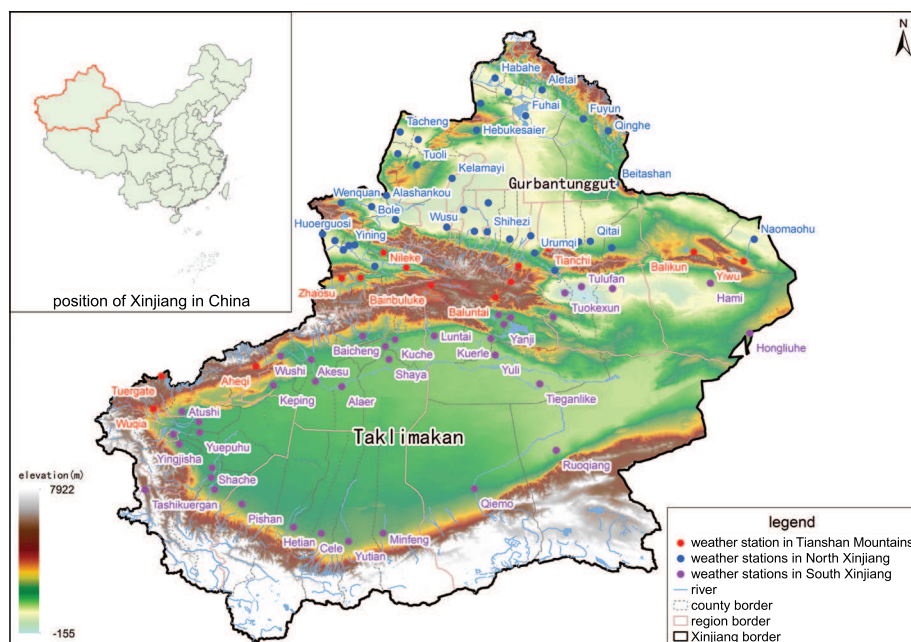 N
position of Xinjiang in China
Habahe
Aletai
Fuhai
Fuyun
Qinghe
Tacheng
Hebukesaier
Tuoli
Kelamayi
Beitashan
Gurbantunggut
Wenquan
Alashankou
Bole
Wusu
Shihezi
Huoerguosi
Yining
Urumqi
Qitai
Naomaohu
Nileke
Tianchi
Balikun
Yiwu
Zhaosu
Bainbuluke
Tulufan
Hami
Baluntai
Tuokexun
Luntai
Yanji
Hongliuhe
Baicheng
Kuche
Kuerle
Wushi
Akesu
Shaya
Yuli
Tuergate
Aheqi
Keping
Alaer
Tieganlike
Wuqia
Atushi
Taklimakan
Yuepuhu
Yingjisha
Ruoqiang
Shache
Tashikuergan
Qiemo
Pishan
Hetian
Cele
Yutian
Minfeng
elevation(m)
7922
-155
legend
weather station in Tianshan Mountains
weather stations in North Xinjiang
weather stations in South Xinjiang
river
county border
region border
Xinjiang border